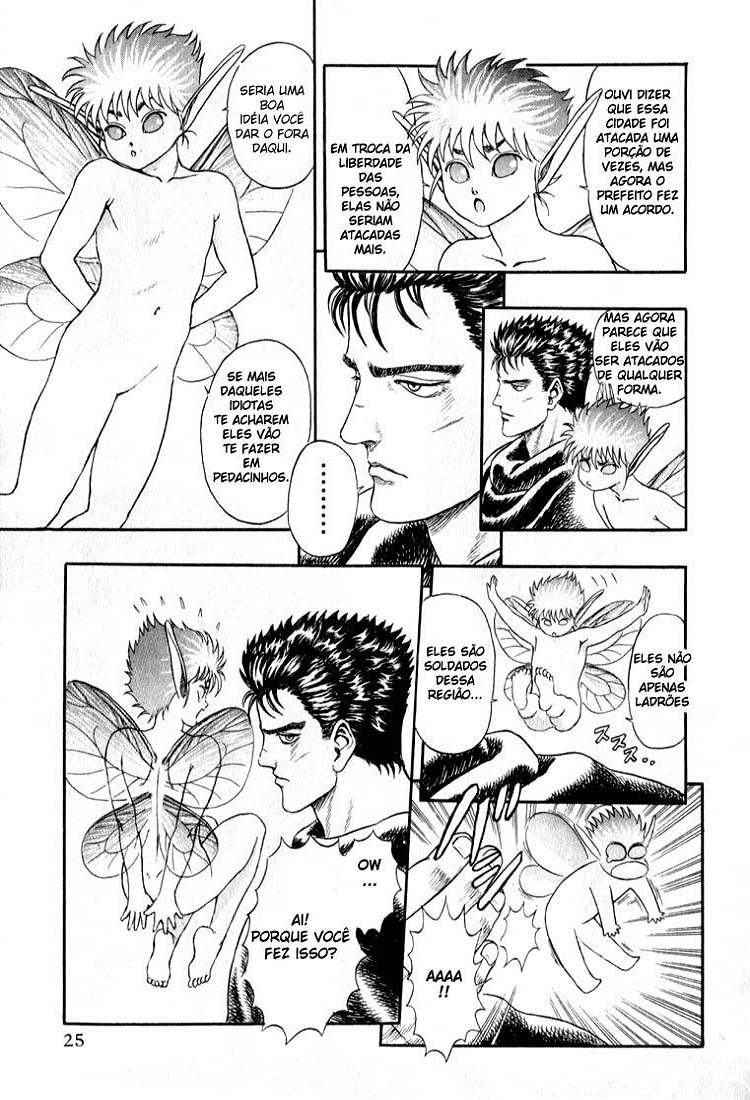 OUVI DIZER
QUE ESSA
CIDADE FOI
ATACADA UMA
PORÇÃO DE
VEZES, MAS
AGORA O
PREFEITO FEZ
UM ACORDO.
EM TROCA DA
LIBERDADE
DAS
PESSOAS,
ELAS NÃO
SERIAM
ATACADAS
MAIS.
MAS AGORA
PARECE QUE
ELES VÃO
SER ATACADOS
DE QUALQUER
FORMA.
........
SERIA UMA
BOA
IDÉIA VOCÊ
DAR O FORA
DAQUI.
SE MAIS
DAQUELES
IDIOTAS
TE ACHAREM
ELES VÃO
TE FAZER
EM
PEDACINHOS.
ELES NÃO
SÃO
APENAS
LADRÕES
ELES SÃO
SOLDADOS
DESSA
REGIÃO...
ススス..
AAAA
!!
OW
...
AI!
PORQUE VOCÊ
FEZ ISSO?
25